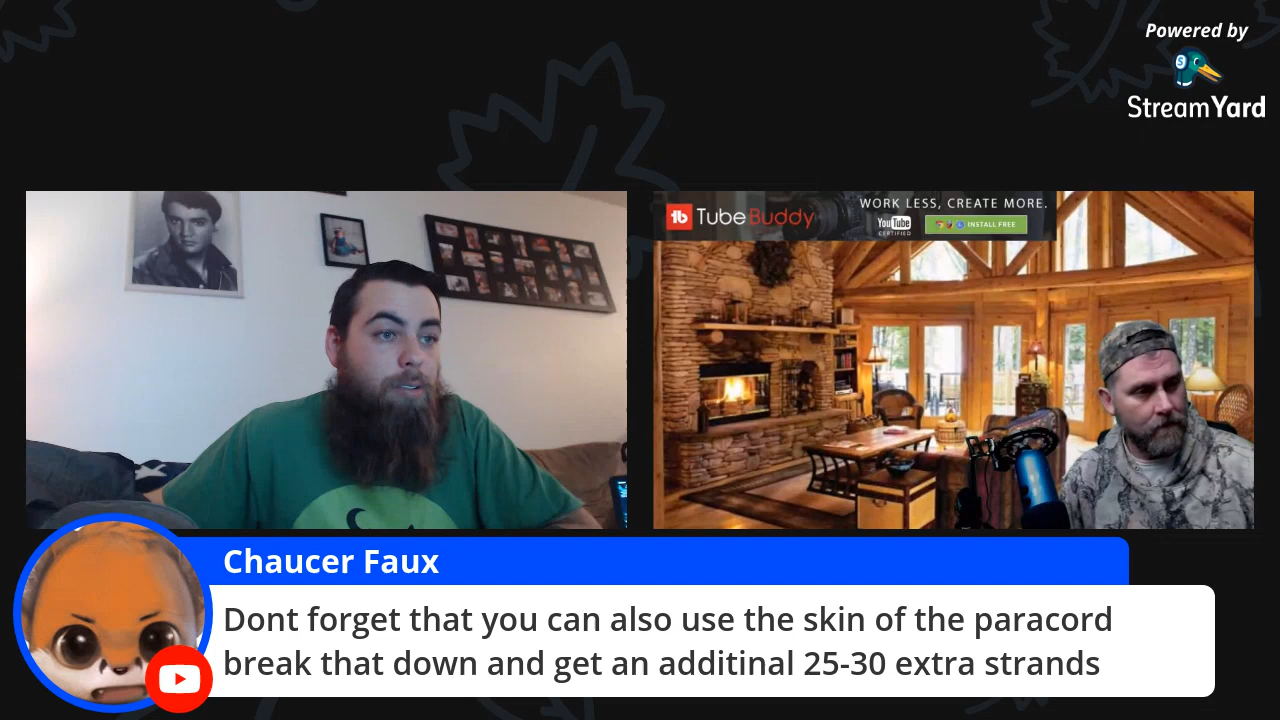 Powered by
StreamYard
TubeBuddy
WORK LESS, CREATE MORE.
YouTube
CERTIFIED
INSTALL FREE
Chaucer Faux
Dont forget that you can also use the skin of the paracord
break that down and get an additinal 25-30 extra strands